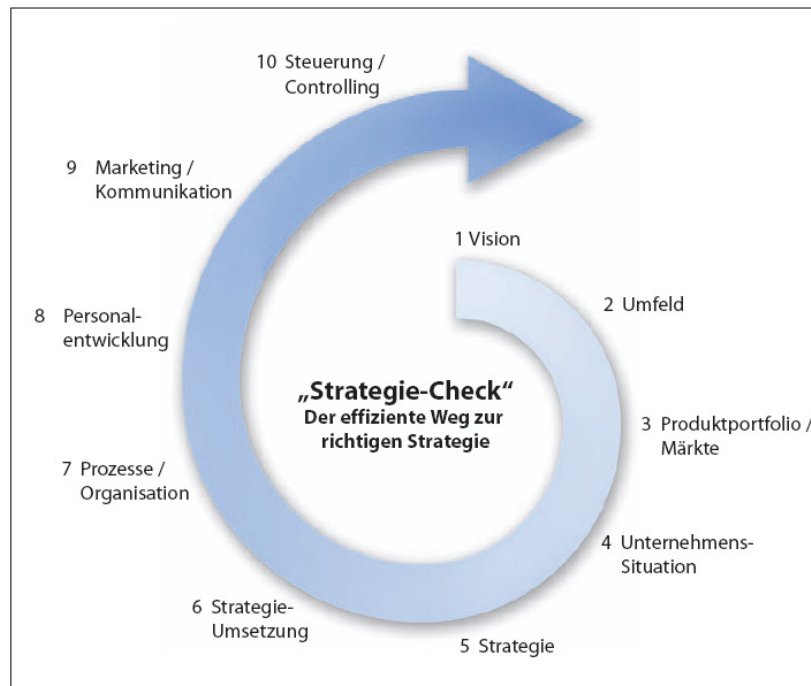 „Strategie-Check“
Der effiziente Weg zur
richtigen Strategie
1 Vision
2 Umfeld
3 Produktportfolio /
Märkte
4 Unternehmens-
Situation
5 Strategie
6 Strategie-
Umsetzung
7 Prozesse /
Organisation
8 Personal-
entwicklung
9 Marketing /
Kommunikation
10 Steuerung /
Controlling